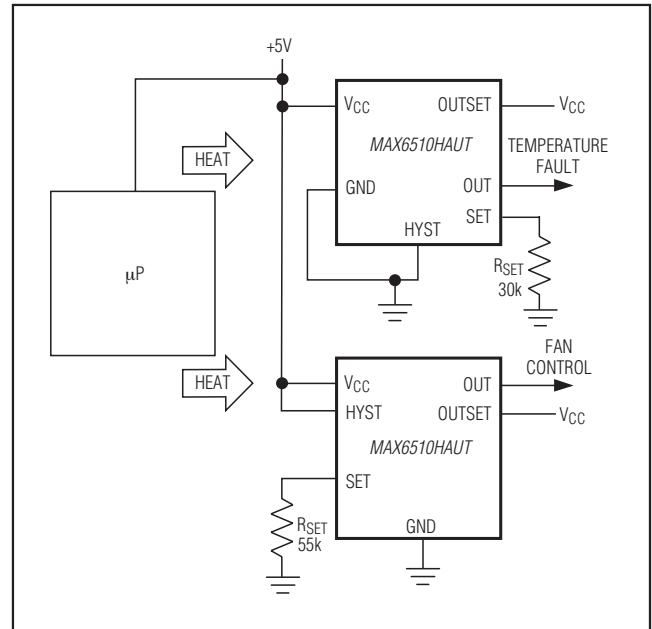 +5V
VCC
OUTSET
VCC
MAX6510HAUT
TEMPERATURE
FAULT
HEAT
GND
OUT
SET
HYST
µP
RSET
30k
FAN
CONTROL
HEAT
VCC
OUT
HYST
OUTSET
VCC
MAX6510HAUT
SET
RSET
55k
GND